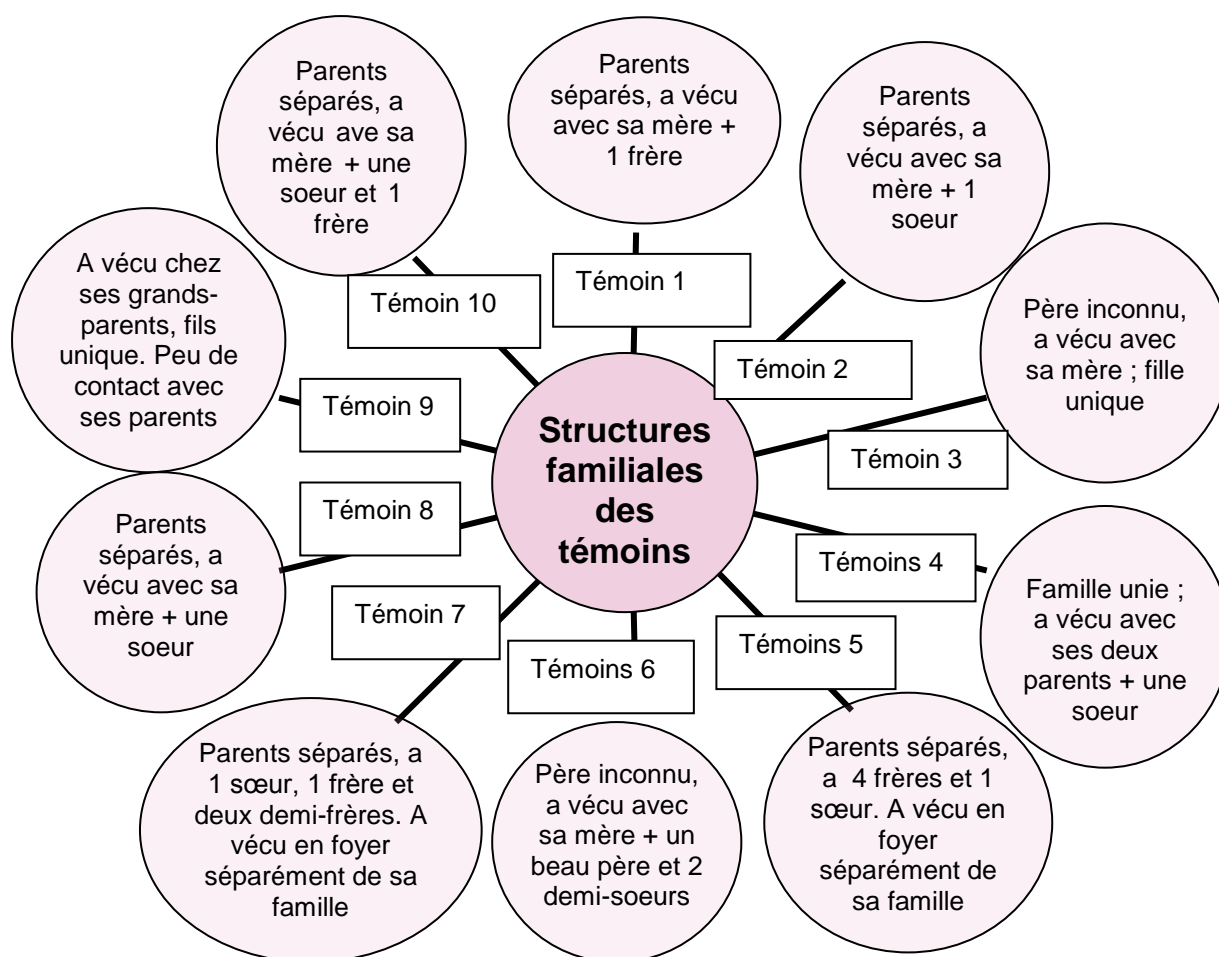 Parents
séparés, a
vécu ave sa
mère + une
soeur et 1
frère
Parents
séparés, a vécu
avec sa mère +
1 frère
Parents
séparés, a
vécu avec sa
mère + 1
soeur
A vécu chez
ses grands-
parents, fils
unique. Peu de
contact avec
ses parents
Père inconnu,
a vécu avec
sa mère ; fille
unique
Témoin 10
Témoin 1
Témoin 2
Témoin 9
Témoin 3
Structures
familiales
des
témoins
Témoin 8
Témoins 4
Témoin 7
Témoins 6
Témoins 5
Parents
séparés, a
vécu avec sa
mère + une
soeur
Famille unie ;
a vécu avec
ses deux
parents + une
soeur
Parents séparés, a
1 sœur, 1 frère et
deux demi-frères. A
vécu en foyer
séparément de sa
famille
Père inconnu,
a vécu avec
sa mère + un
beau père et 2
demi-soeurs
Parents séparés,
a 4 frères et 1
sœur. A vécu en
foyer
séparément de
sa famille